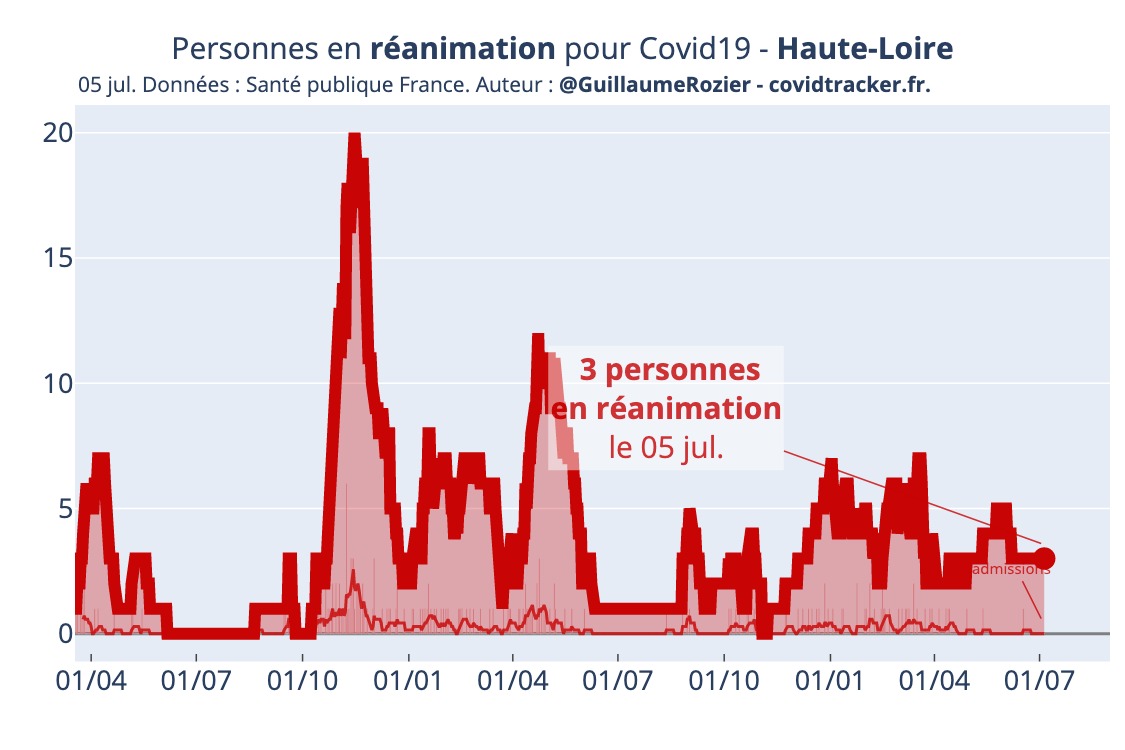 Personnes en réanimation pour Covid19 - Haute-Loire
05 jul. Données : Santé publique France. Auteur : @GuillaumeRozier - covidtracker.fr.
20
15
10
5
0
3 personnes
en réanimation
le 05 jul.
admissions
01/04 01/07 01/10 01/01 01/04 01/07 01/10 01/01 01/04 01/07